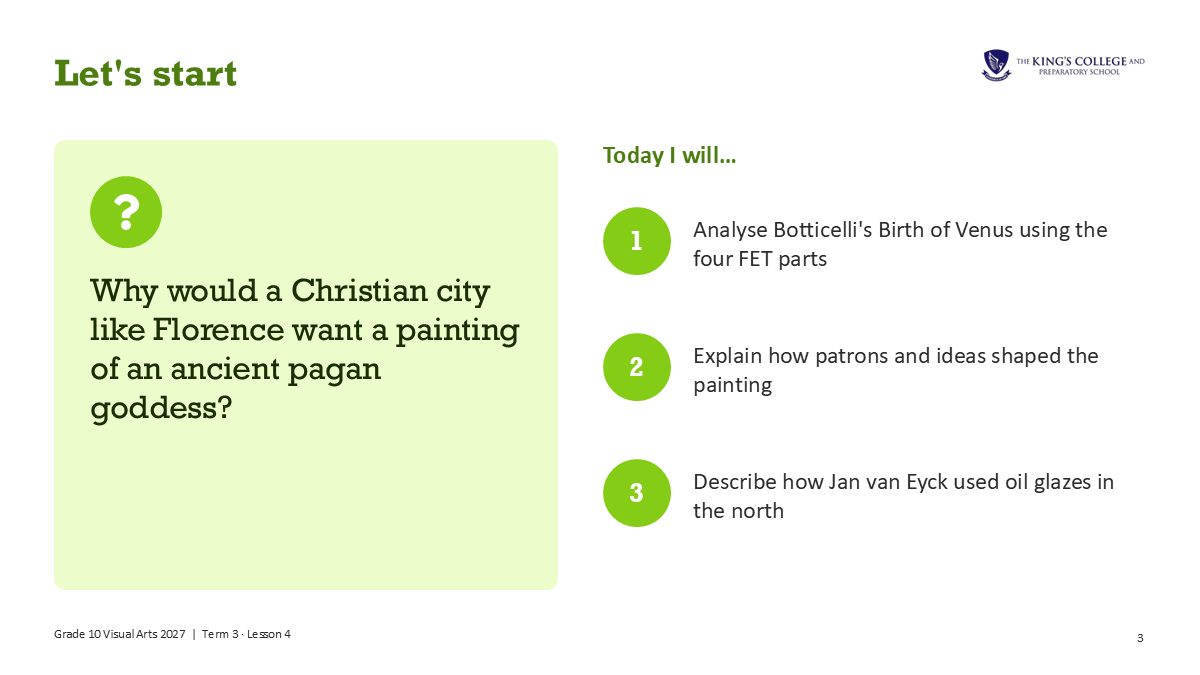 Let's start
THE KING'S COLLEGE AND
PREPARATORY SCHOOL
?
Why would a Christian city
like Florence want a painting
of an ancient pagan
goddess?
Today I will...
1
Analyse Botticelli's Birth of Venus using the
four FET parts
2
Explain how patrons and ideas shaped the
painting
3
Describe how Jan van Eyck used oil glazes in
the north
Grade 10 Visual Arts 2027 | Term 3 · Lesson 4
3